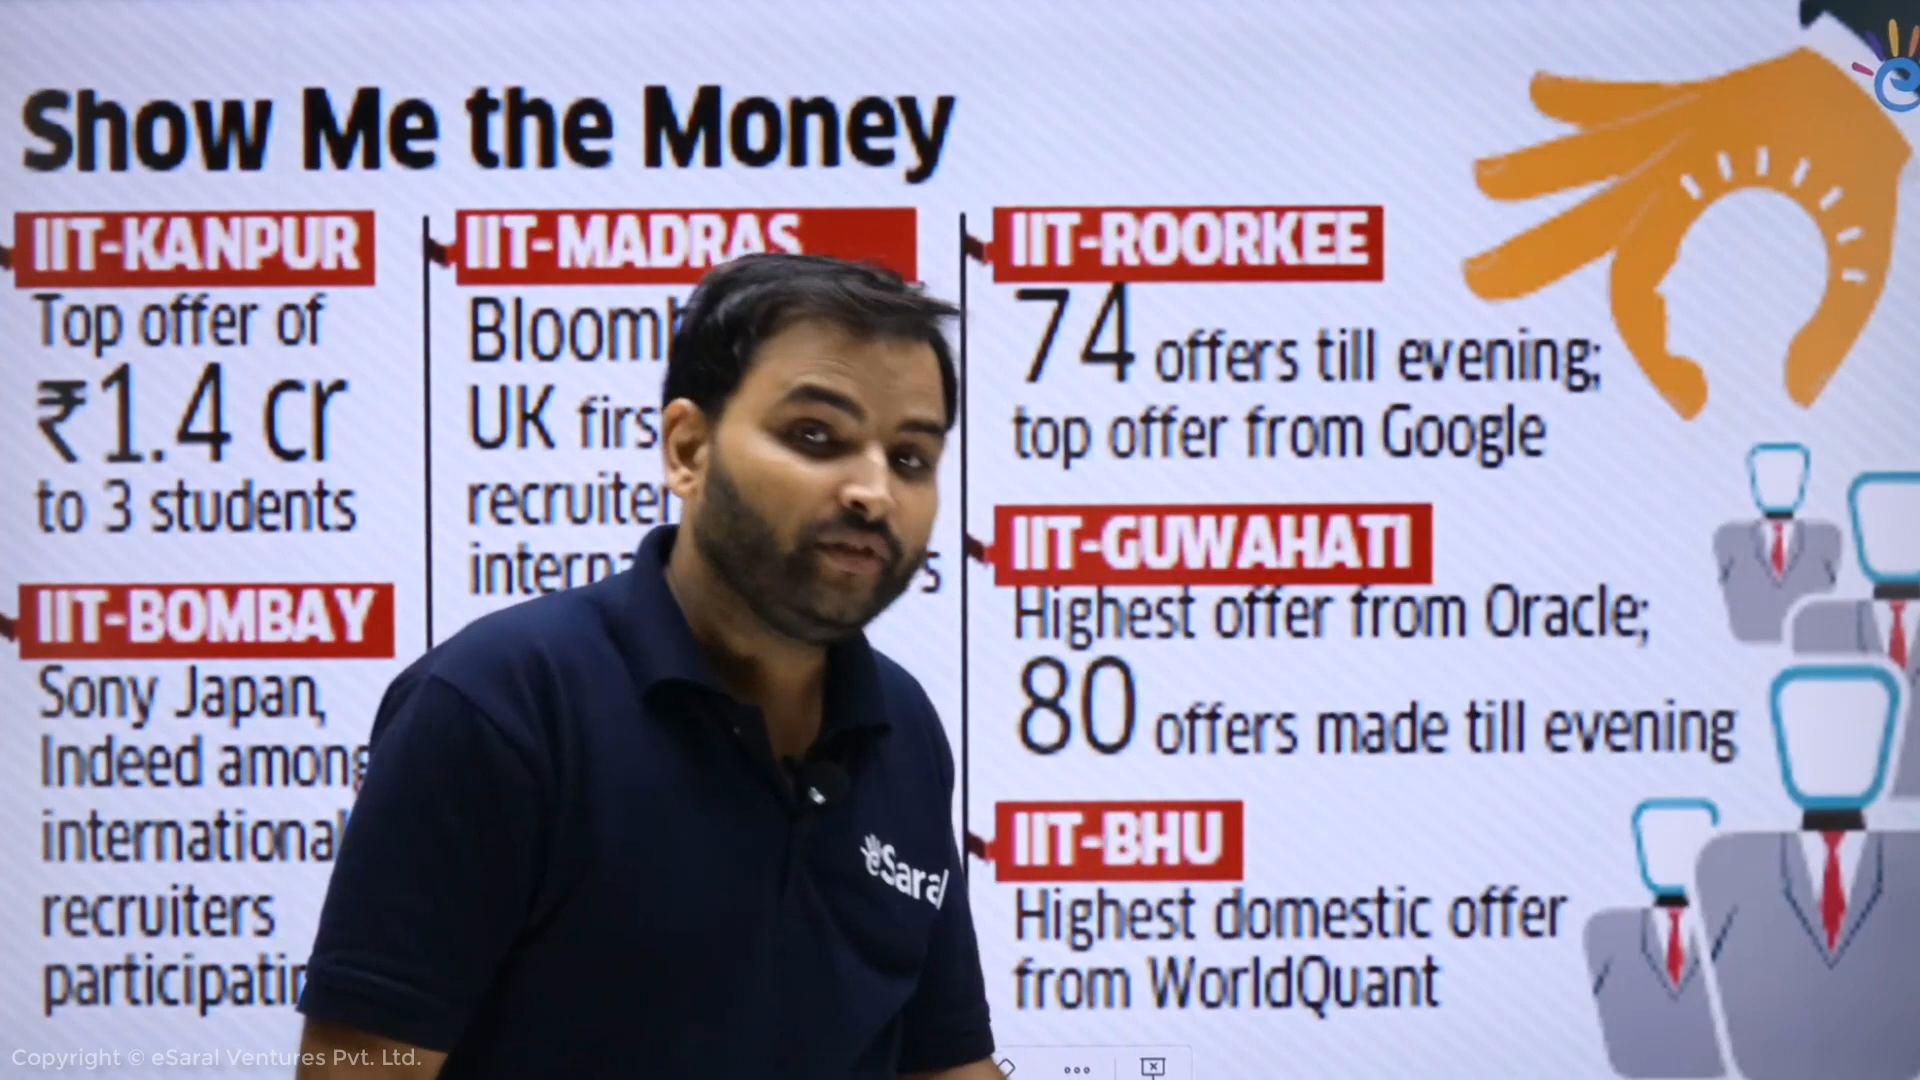 Show Me the Money
IIT-KANPUR
Top offer of
₹1.4 cr
to 3 students
IIT-BOMBAY
Sony Japan,
Indeed among
international
recruiters
IIT-MADRAS
UK
IIT-ROORKEE
74 offers till evening;
top offer from Google
IIT-GUWAHATI
Highest offer from Oracle;
80 offers made till evening
IIT-BHU
Highest domestic offer
from WorldQuant
eSaral
Copyright © eSaral Ventures Pvt. Ltd.